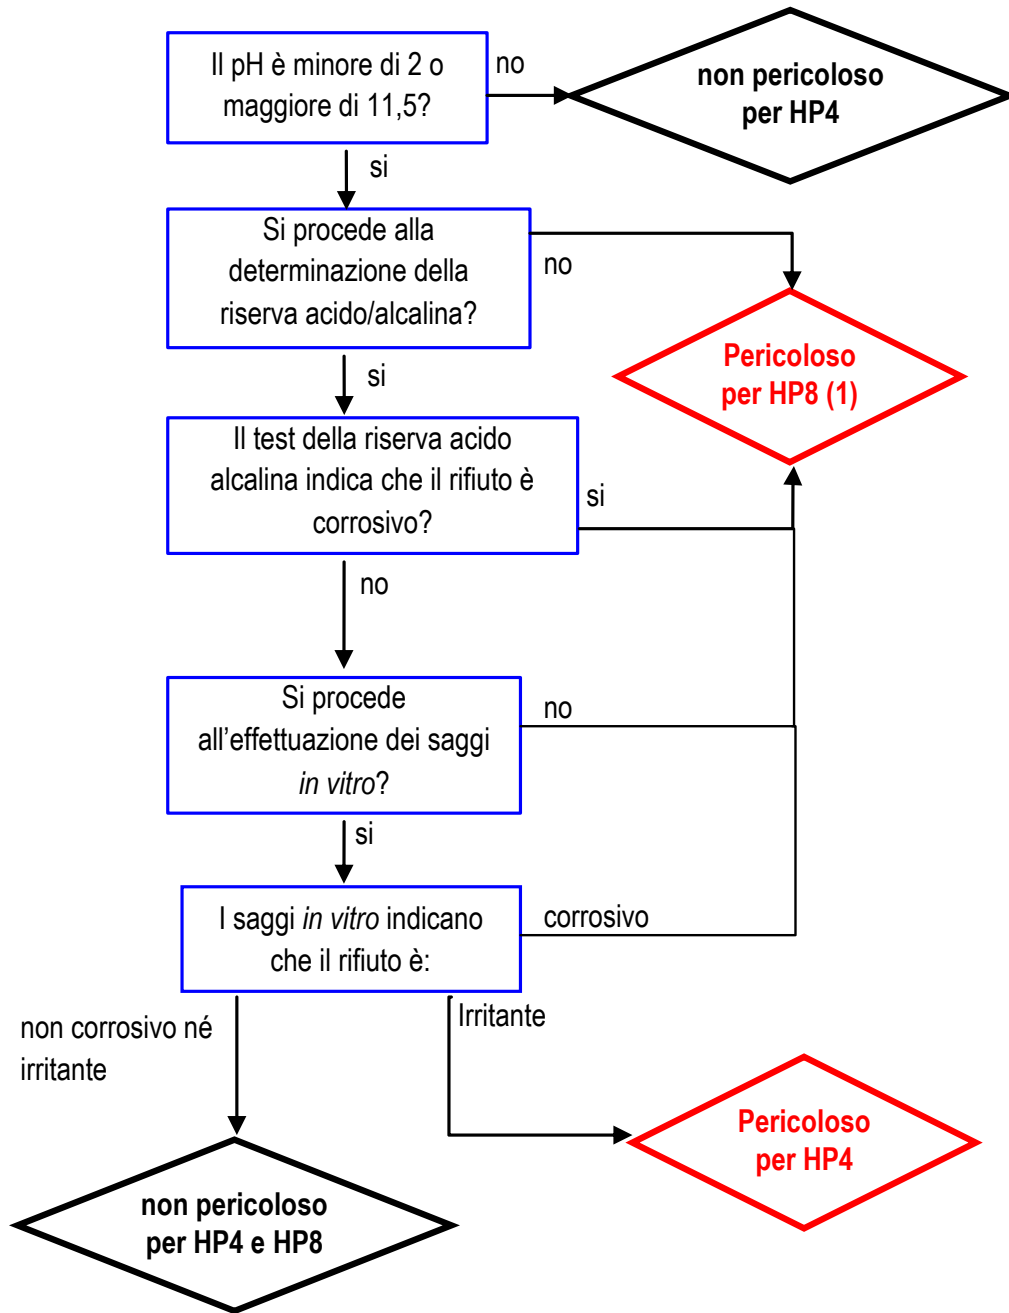 Il pH è minore di 2 o
maggiore di 11,5?
no
non pericoloso
per HP4
si
Si procede alla
determinazione della
riserva acido/alcalina?
no
Pericoloso
per HP8 (1)
si
Il test della riserva acido
alcalina indica che il rifiuto è
corrosivo?
si
no
Si procede
all'effettuazione dei saggi
in vitro?
no
si
I saggi in vitro indicano
che il rifiuto è:
corrosivo
non corrosivo né
irritante
Irritante
Pericoloso
per HP4
non pericoloso
per HP4 e HP8